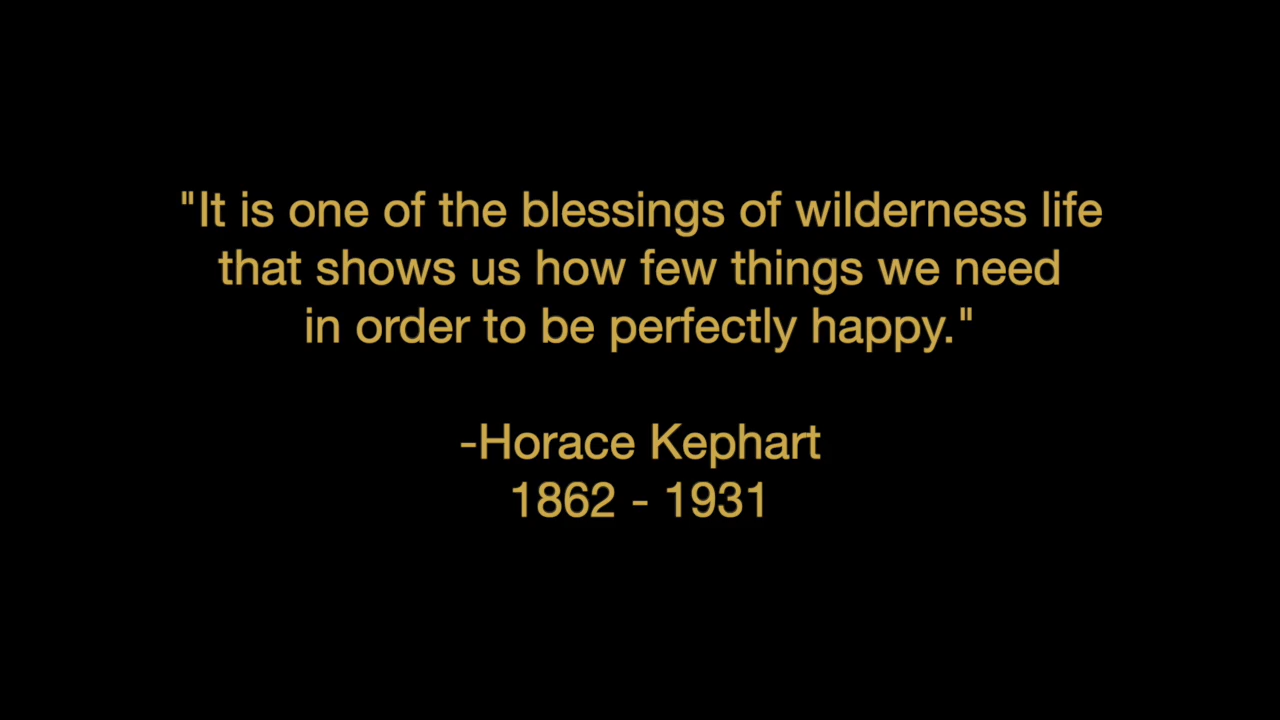 "It is one of the blessings of wilderness life
that shows us how few things we need
in order to be perfectly happy."
-Horace Kephart
1862 - 1931